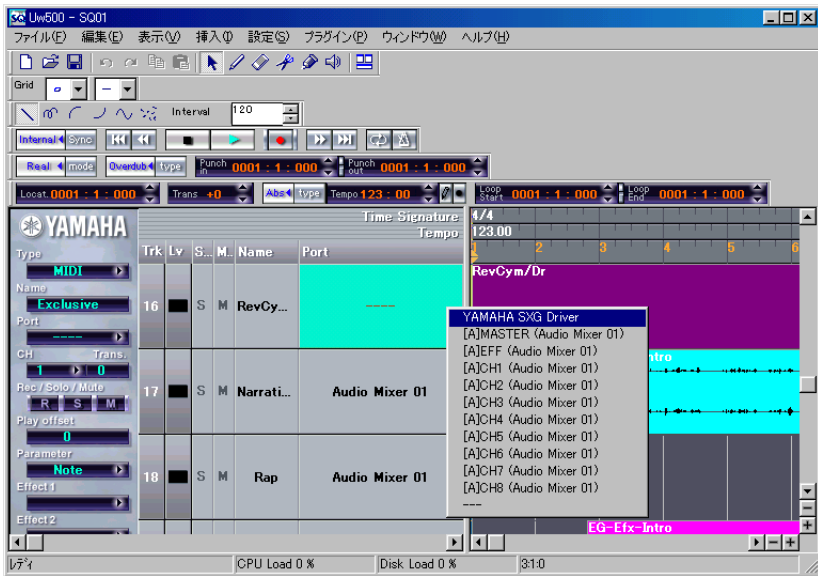 Uw500 - SQ01
ファイル(F) 編集(E) 表示(V) 挿入(I) 設定(S) プラグイン(P) ウィンドウ(W) ヘルプ(H)
Grid
Interval 120
Internal Sync
Real mode Overdub type Punch in 0001 : 1 : 000 Punch out 0001 : 1 : 000
Locat. 0001 : 1 : 000 Trans +0 Abs type Tempo 123 : 00 Loop Start 0001 : 1 : 000 Loop End 0001 : 1 : 000
YAMAHA
Type
MIDI
Name
Exclusive
Port
----
CH Trans.
1 0
Rec / Solo / Mute
R S M
Play offset
0
Parameter
Note
Effect 1
Effect 2
Time Signature 4/4
Tempo 123.00
Trk Lv S... M.. Name Port
1 2 3 4 5 6
16 S M RevCy... ----
RevCym/Dr
17 S M Narrati... Audio Mixer 01
ntro
18 S M Rap Audio Mixer 01
EG-Efx-Intro
YAMAHA SXG Driver
[A]MASTER (Audio Mixer 01)
[A]EFF (Audio Mixer 01)
[A]CH1 (Audio Mixer 01)
[A]CH2 (Audio Mixer 01)
[A]CH3 (Audio Mixer 01)
[A]CH4 (Audio Mixer 01)
[A]CH5 (Audio Mixer 01)
[A]CH6 (Audio Mixer 01)
[A]CH7 (Audio Mixer 01)
[A]CH8 (Audio Mixer 01)
---
ﾚﾃﾞｨ CPU Load 0 % Disk Load 0 % 3:1:0